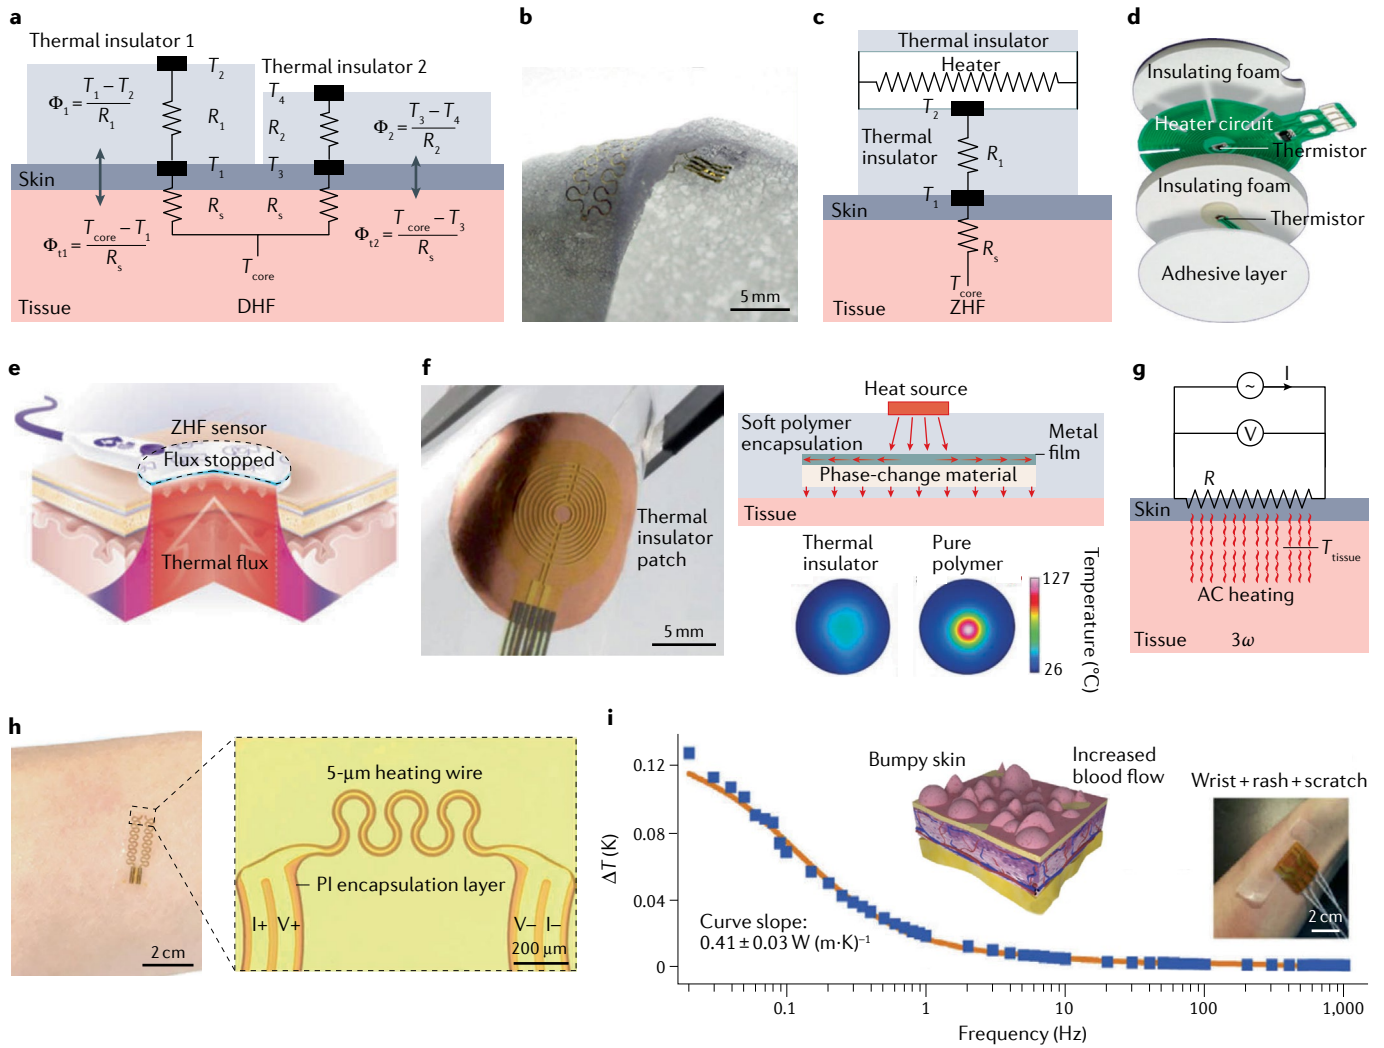 a
Thermal insulator 1
T2
Φ1 = T1 – T2 / R1
R1
T1
Thermal insulator 2
T4
R2
Φ2 = T3 – T4 / R2
T3
Skin
Rs
Rs
Φt1 = Tcore – T1 / Rs
Φt2 = Tcore – T3 / Rs
Tcore
Tissue
DHF
b
5 mm
c
Thermal insulator
Heater
T2
Thermal
insulator
R1
T1
Skin
Rs
Tcore
Tissue
ZHF
d
Insulating foam
Heater circuit
Thermistor
Insulating foam
Thermistor
Adhesive layer
e
ZHF sensor
Flux stopped
Thermal flux
f
Thermal
insulator
patch
5 mm
Heat source
Soft polymer
encapsulation
Metal
film
Phase-change material
Tissue
Thermal
insulator
Pure
polymer
127
26
Temperature (°C)
g
I
~
V
R
Skin
Ttissue
AC heating
Tissue
3ω
h
2 cm
5-μm heating wire
PI encapsulation layer
I+
V+
V–
I–
200 μm
i
ΔT (K)
0.12
0.08
0.04
0
Bumpy skin
Increased
blood flow
Wrist + rash + scratch
2 cm
Curve slope:
0.41 ± 0.03 W (m·K)–1
0.1
1
10
100
1,000
Frequency (Hz)